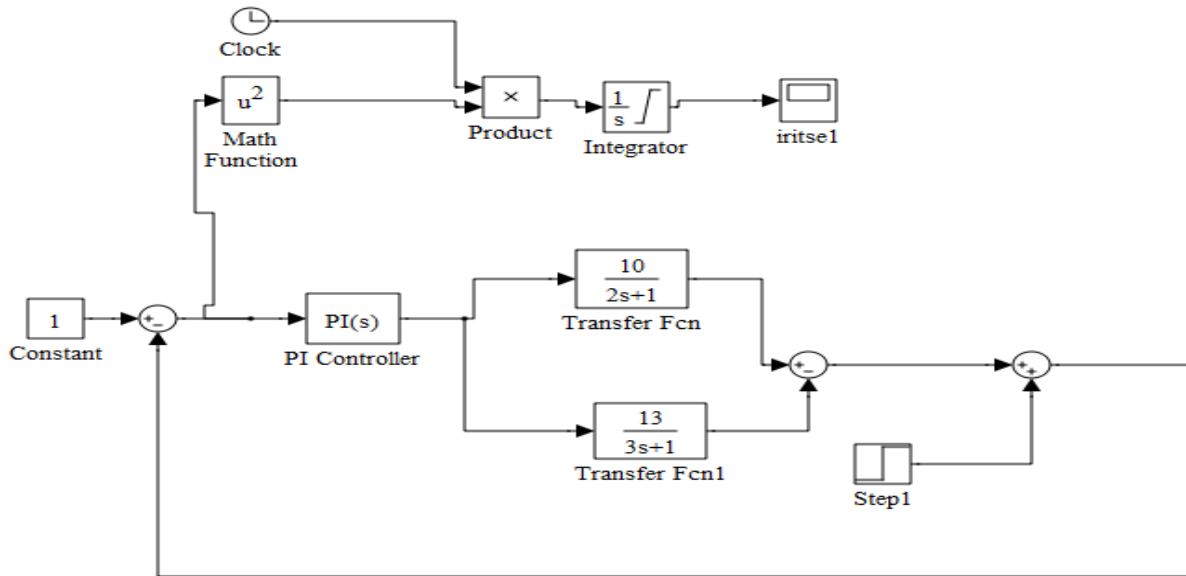 Clock
u2
Math
Function
×
Product
1
s
Integrator
iritse1
1
Constant
+
−
PI(s)
PI Controller
10
2s+1
Transfer Fcn
13
3s+1
Transfer Fcn1
+
−
+
+
Step1